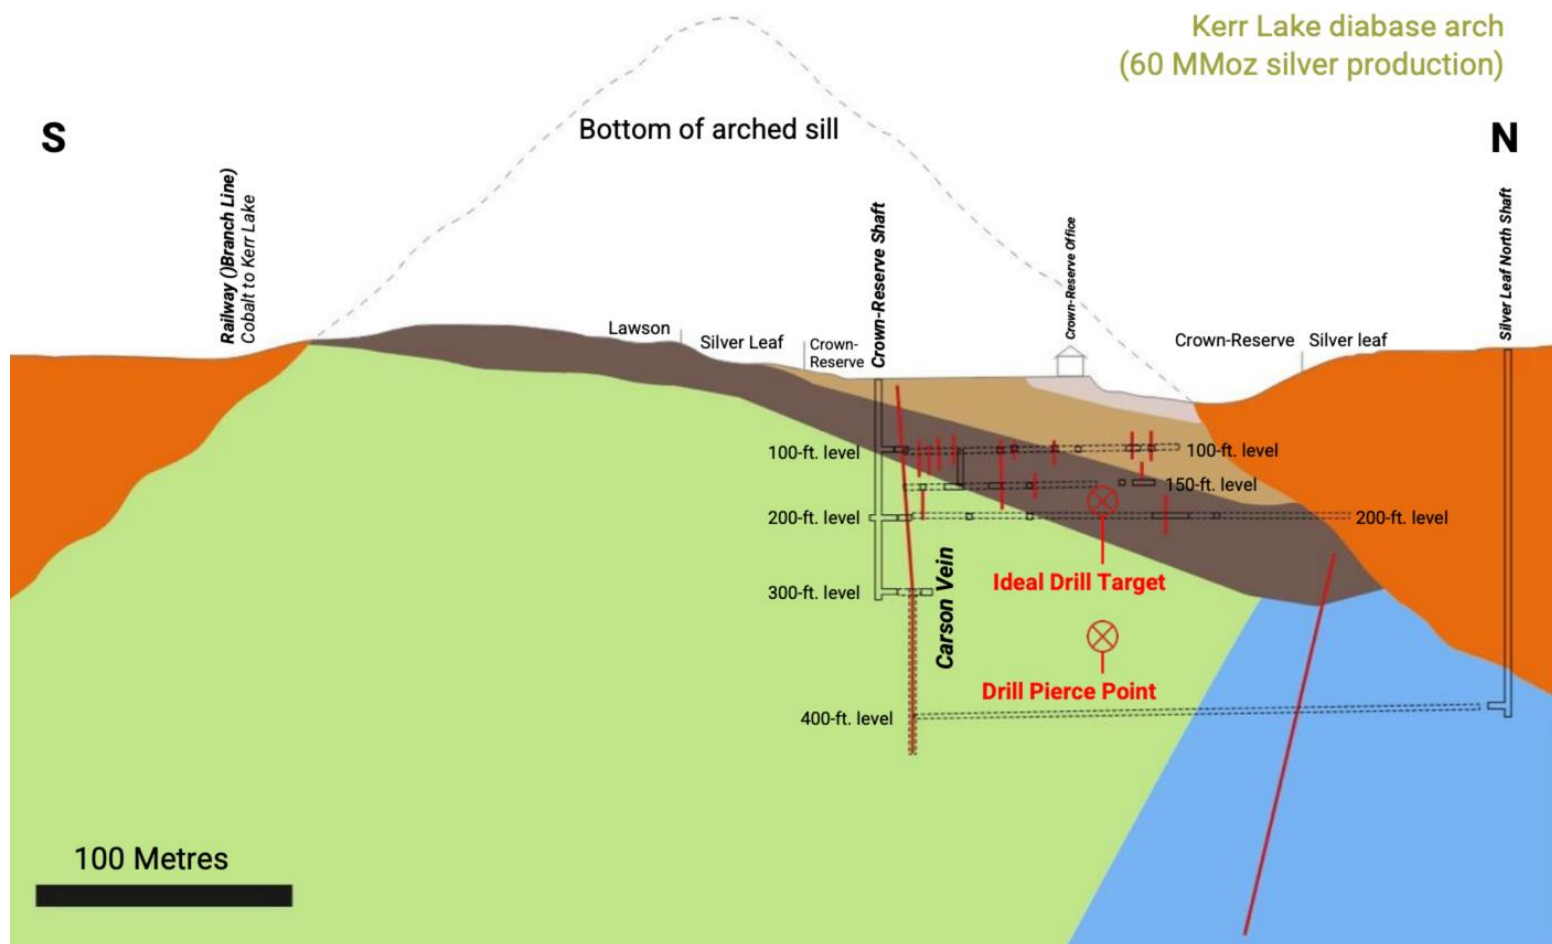 Kerr Lake diabase arch
(60 MMoz silver production)
S
Bottom of arched sill
N
Railway ()Branch Line)
Cobalt to Kerr Lake
Crown-Reserve Shaft
Crown-Reserve Office
Silver Leaf North Shaft
Lawson
Silver Leaf
Crown-
Reserve
Crown-Reserve
Silver leaf
100-ft. level
100-ft. level
150-ft. level
200-ft. level
200-ft. level
Ideal Drill Target
300-ft. level
Carson Vein
Drill Pierce Point
400-ft. level
100 Metres